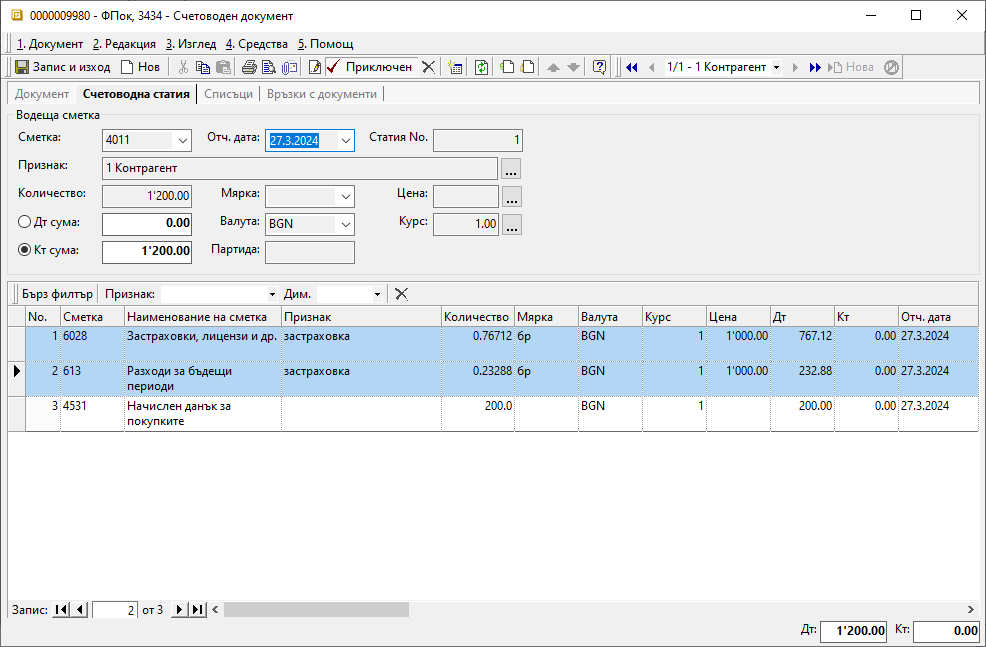 0000009980 - ФПок, 3434 - Счетоводен документ
1. Документ 2. Редакция 3. Изглед 4. Средства 5. Помощ
Запис и изход Нов Приключен 1/1 - 1 Контрагент Нова
Документ Счетоводна статия Списъци Връзки с документи
Водеща сметка
Сметка: 4011 Отч. дата: 27.3.2024 Статия No. 1
Признак: 1 Контрагент ...
Количество: 1'200.00 Мярка: Цена: ...
Дт сума: 0.00 Валута: BGN Курс: 1.00 ...
Кт сума: 1'200.00 Партида:
Бърз филтър Признак: Дим.
No. Сметка Наименование на сметка Признак Количество Мярка Валута Курс Цена Дт Кт Отч. дата
1 6028 Застраховки, лицензи и др. застраховка 0.76712 бр BGN 1 1'000.00 767.12 0.00 27.3.2024
2 613 Разходи за бъдещи застраховка 0.23288 бр BGN 1 1'000.00 232.88 0.00 27.3.2024
периоди
3 4531 Начислен данък за 200.0 BGN 1 200.00 0.00 27.3.2024
покупките
Запис: 2 от 3
Дт: 1'200.00 Кт: 0.00